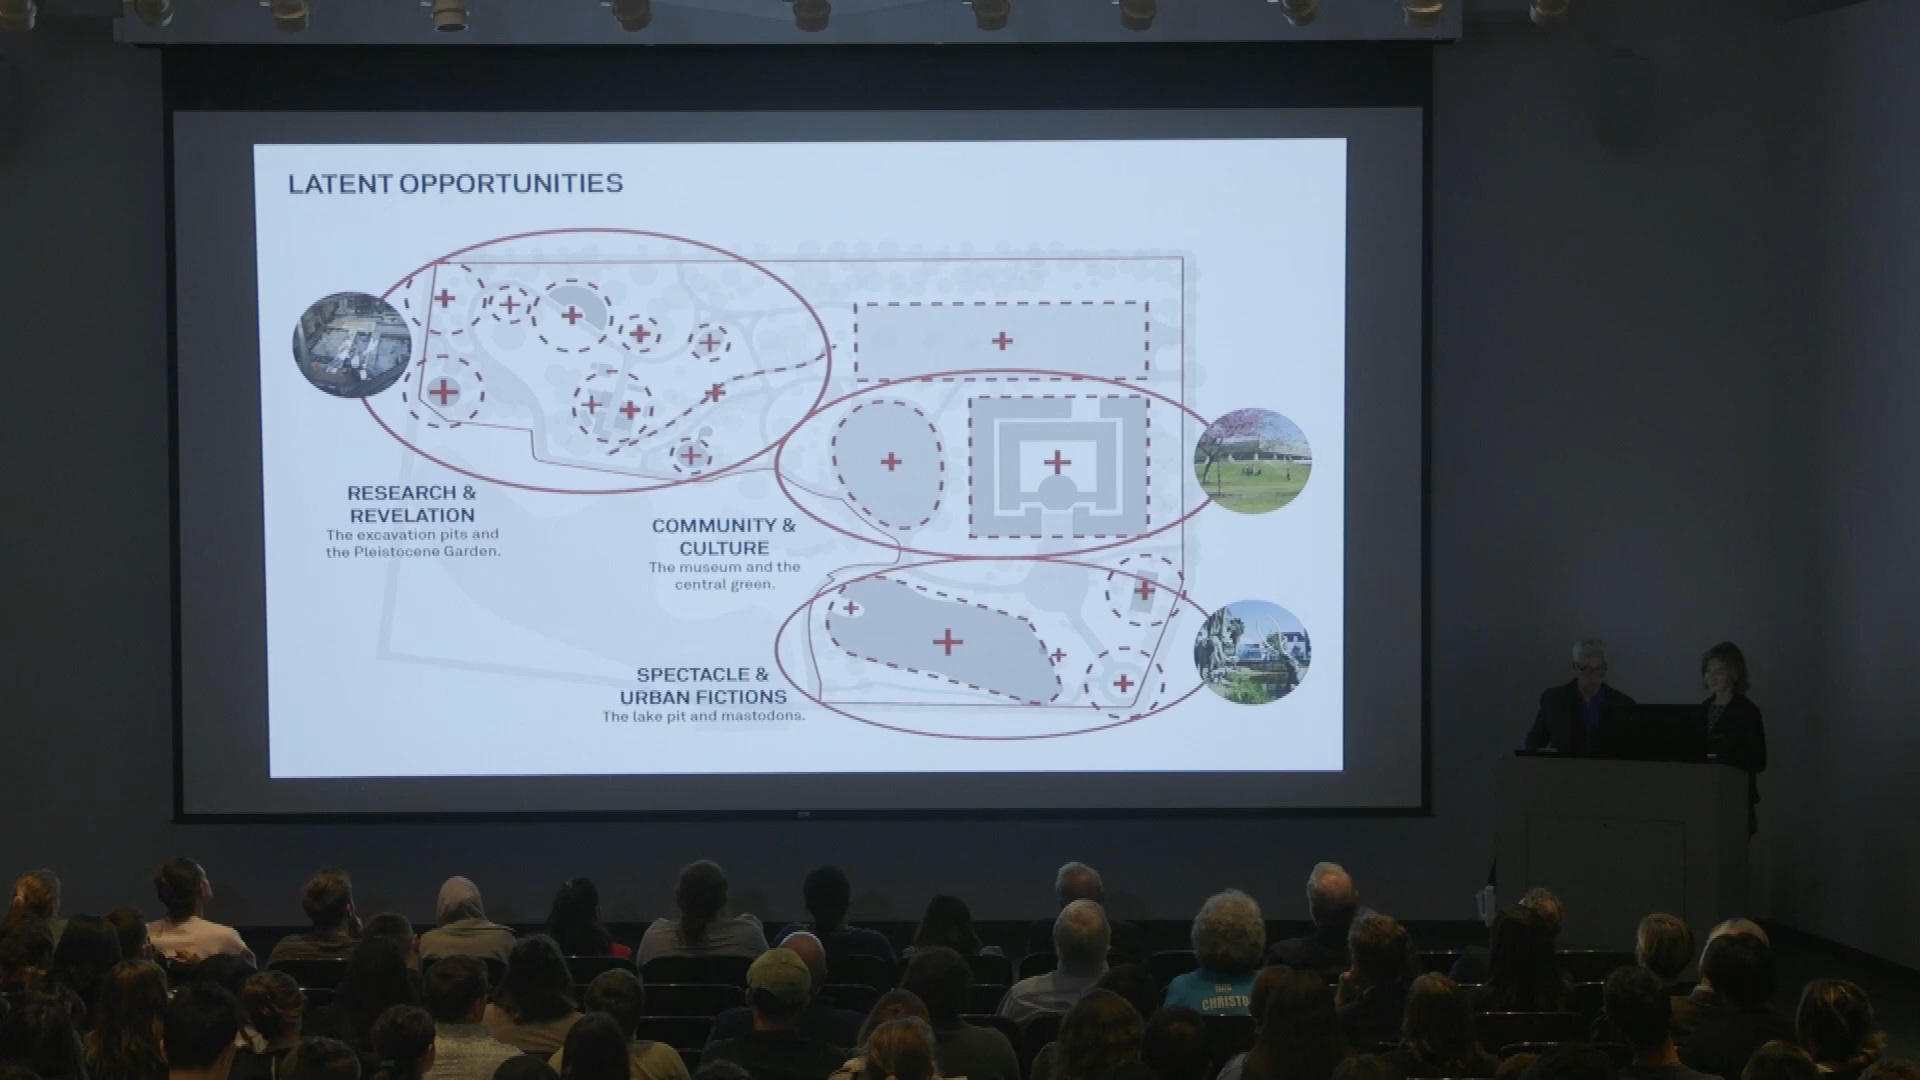 LATENT OPPORTUNITIES
RESEARCH &
REVELATION
The excavation pits and
the Pleistocene Garden.
COMMUNITY &
CULTURE
The museum and the
central green.
SPECTACLE &
URBAN FICTIONS
The lake pit and mastodons.
CHRISTO